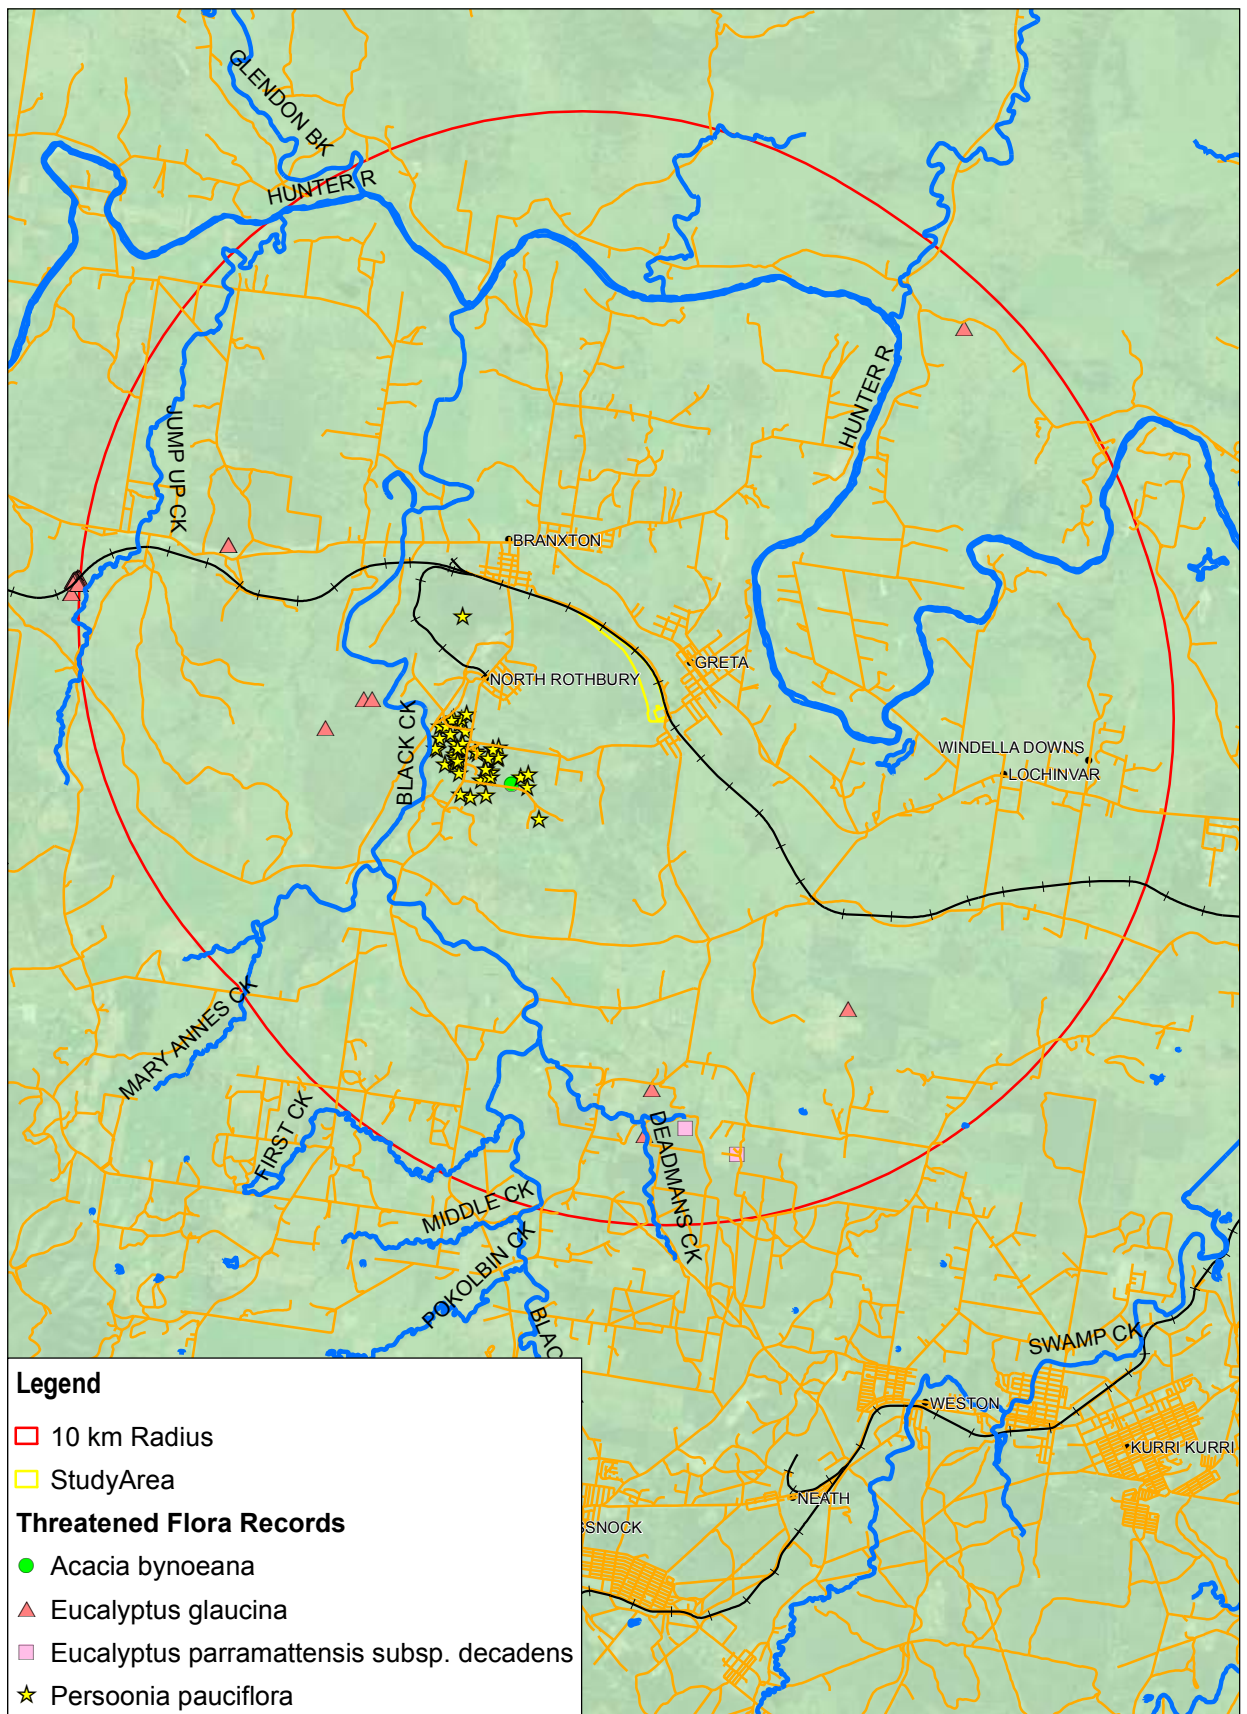 GLENDON BK
HUNTER R
HUNTER R
JUMP UP CK
BRANXTON
GRETA
NORTH ROTHBURY
BLACK CK
WINDELLA DOWNS
LOCHINVAR
MARY ANNES CK
FIRST CK
DEADMANS CK
MIDDLE CK
POKOLBIN CK
BLAC
SWAMP CK
WESTON
KURRI KURRI
NEATH
SSNOCK
Legend
10 km Radius
StudyArea
Threatened Flora Records
Acacia bynoeana
Eucalyptus glaucina
Eucalyptus parramattensis subsp. decadens
Persoonia pauciflora